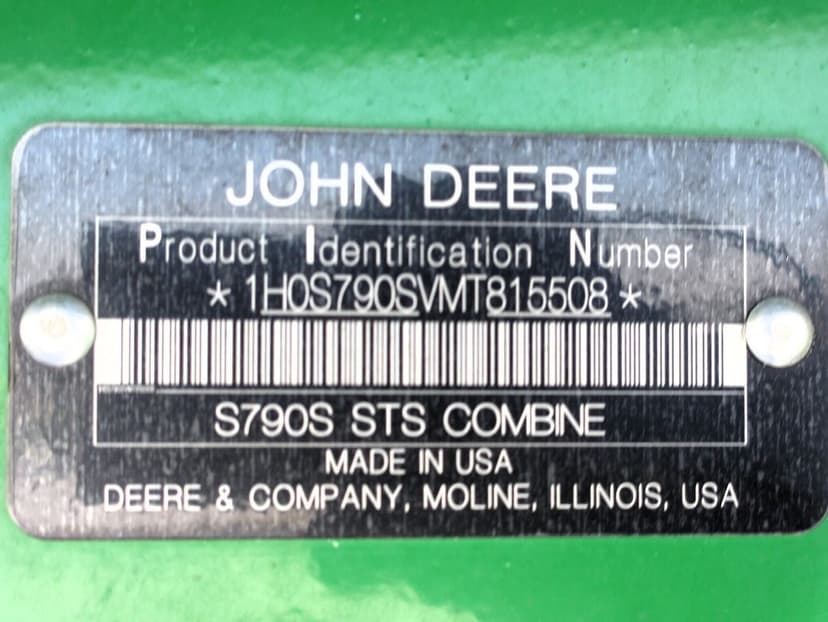 JOHN DEERE
Product Identification Number
* 1H0S790SVMT815508 *
S790S STS COMBINE
MADE IN USA
DEERE & COMPANY, MOLINE, ILLINOIS, USA